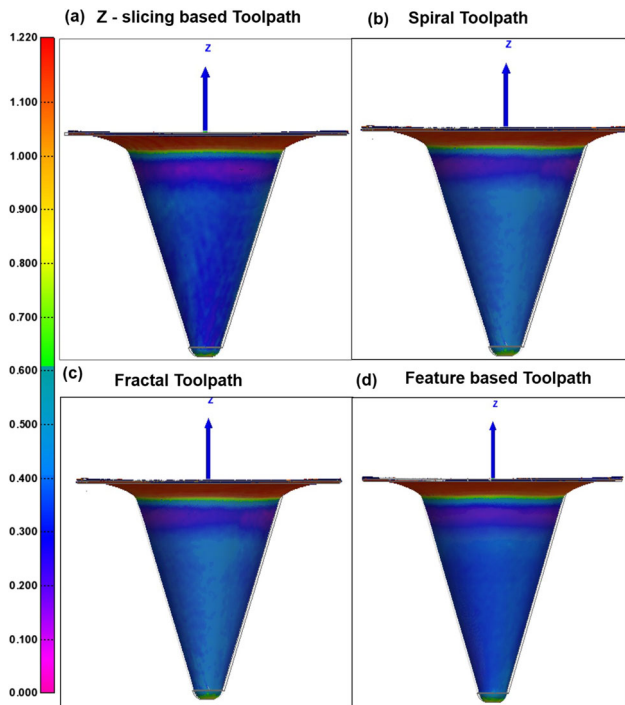 (a) Z - slicing based Toolpath
(b) Spiral Toolpath
Z
Z
1.220
1.100
1.000
0.900
0.800
0.700
0.600
0.500
0.400
0.300
0.200
0.100
0.000
(c) Fractal Toolpath
(d) Feature based Toolpath
Z
Z